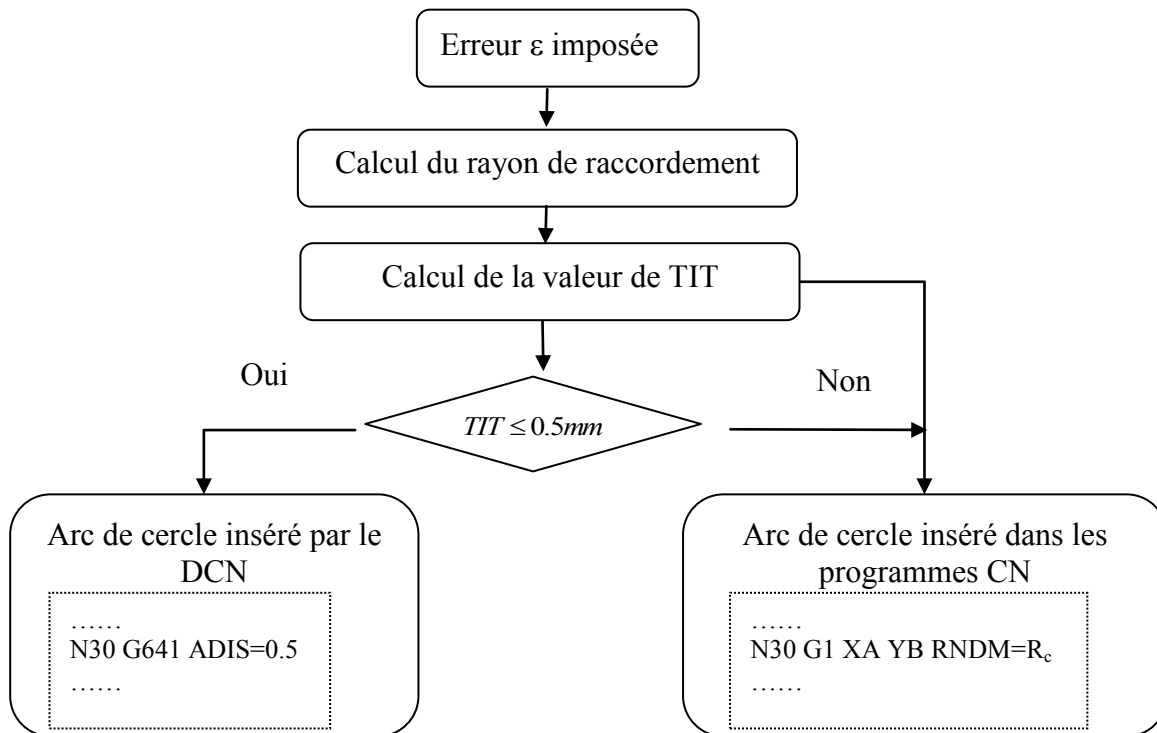 Erreur ε imposée
Calcul du rayon de raccordement
Calcul de la valeur de TIT
Oui
Non
TIT ≤ 0.5mm
Arc de cercle inséré par le
DCN
……
N30 G641 ADIS=0.5
……
Arc de cercle inséré dans les
programmes CN
……
N30 G1 XA YB RNDM=Rc
……